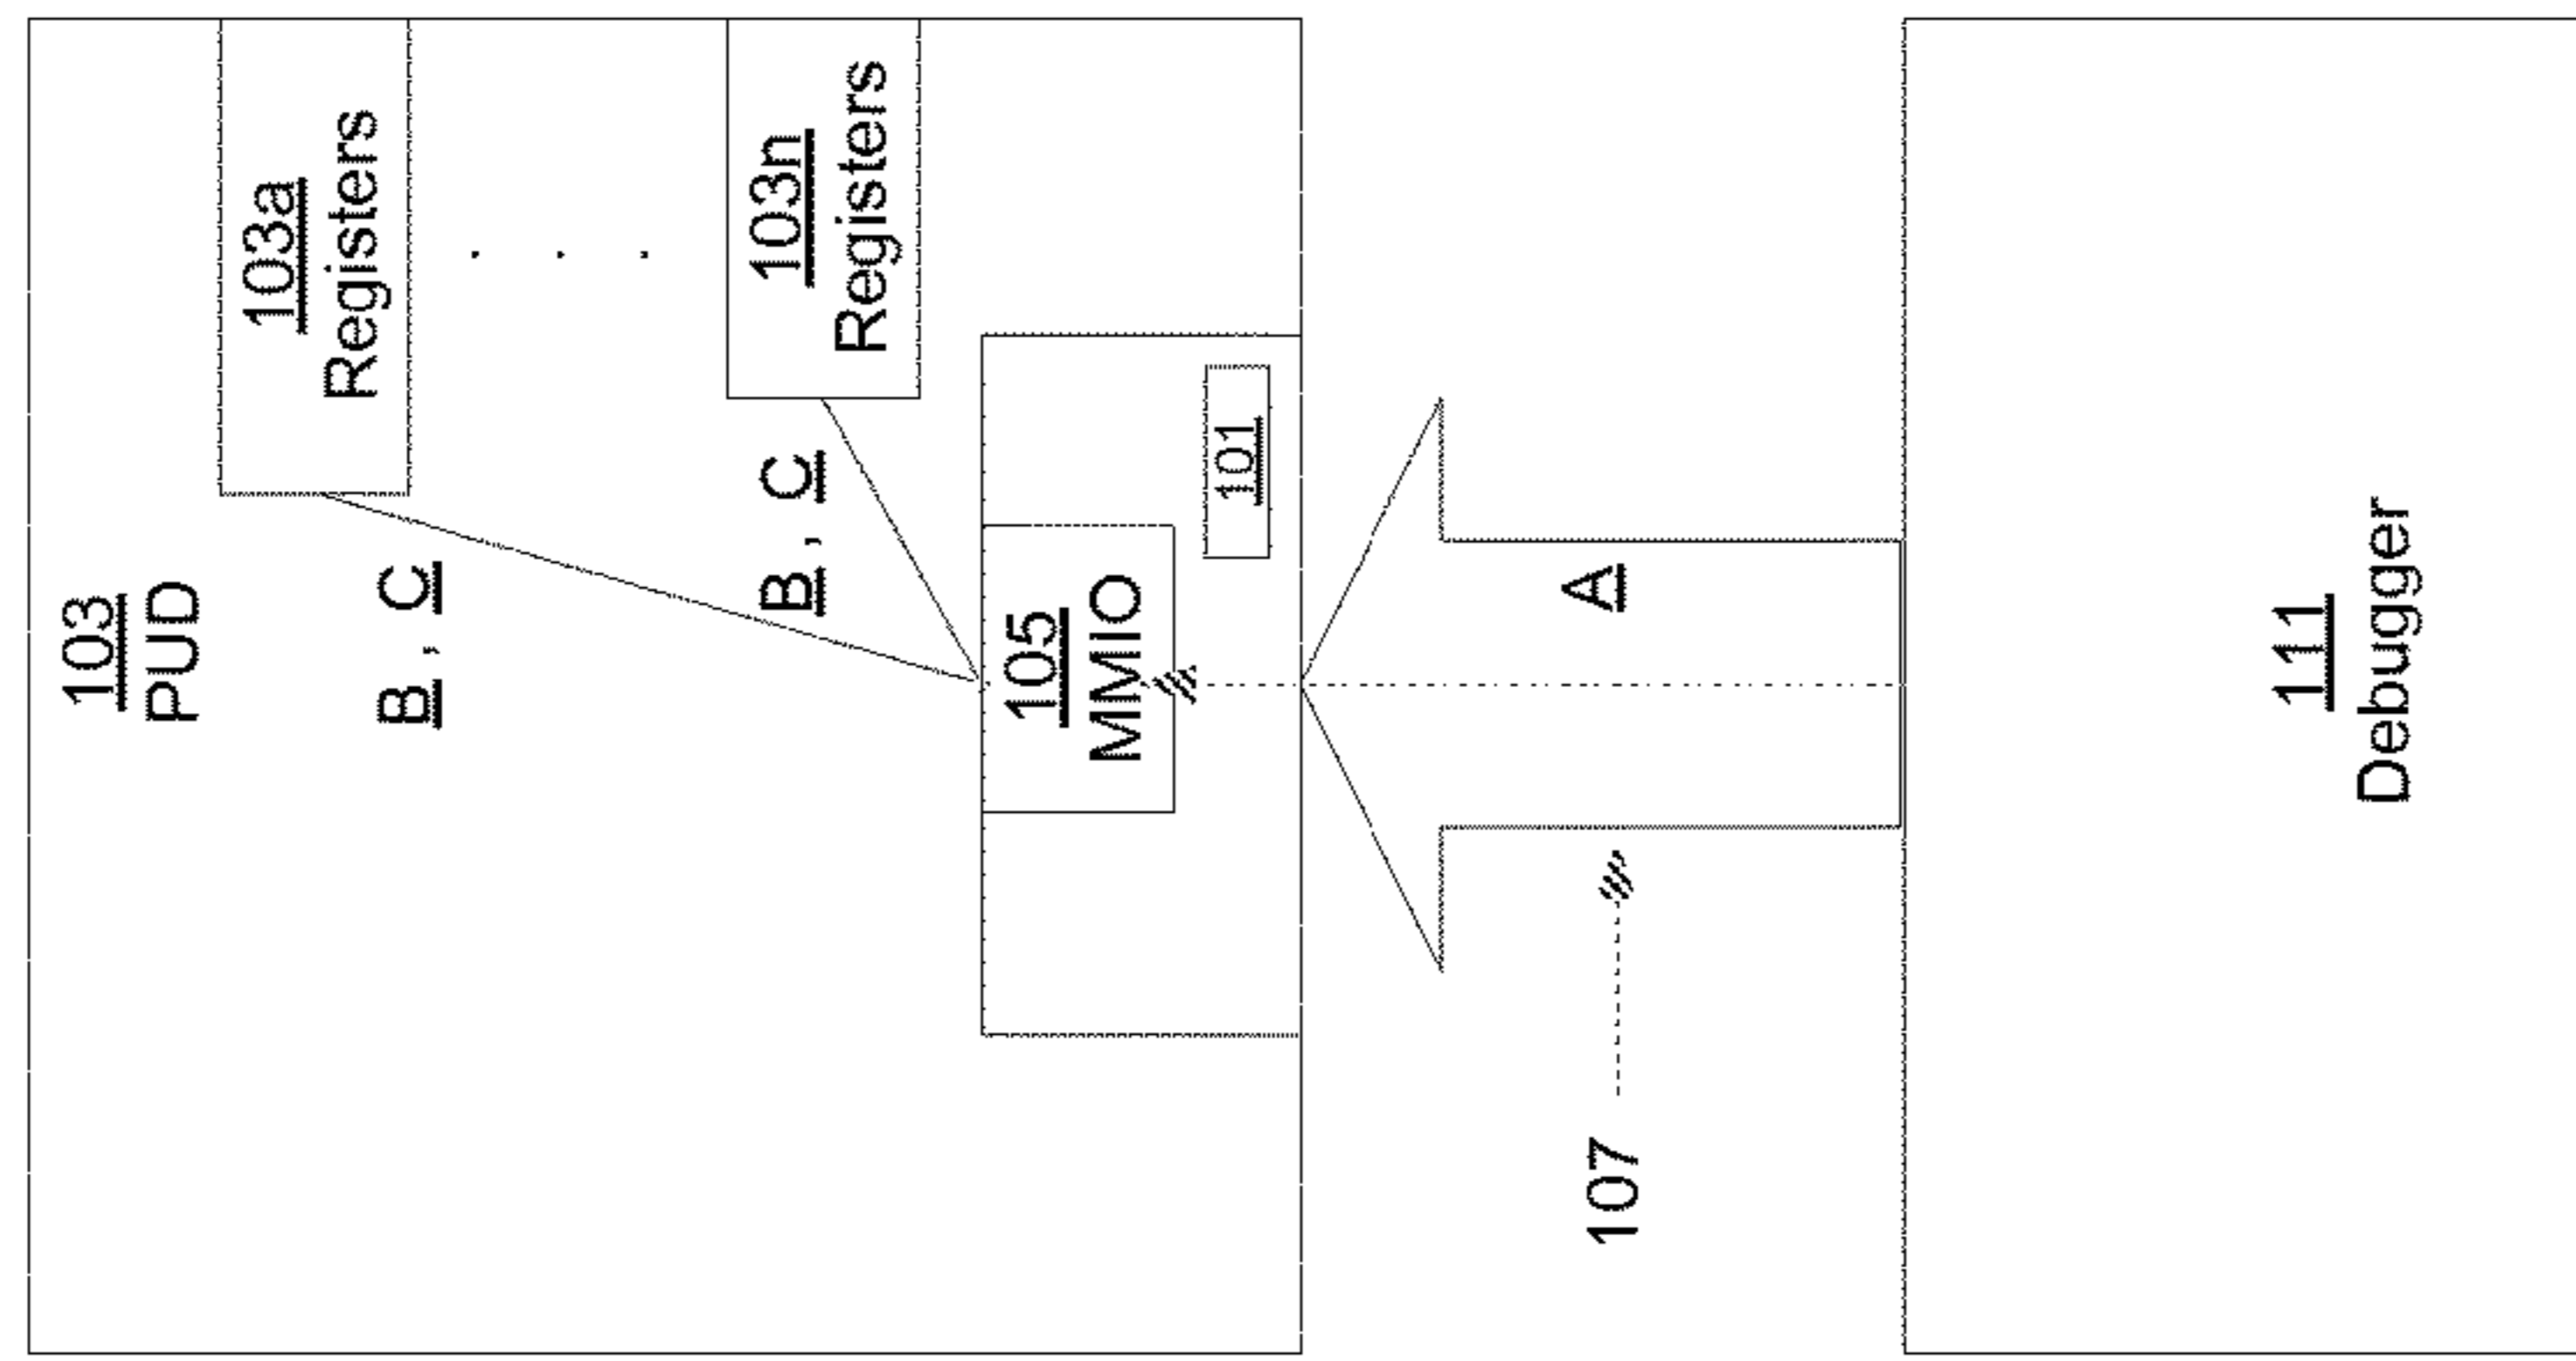 103
PUD
103a
Registers
B , C
. . .
103n
Registers
B , C
105
MMIO
101
A
107
111
Debugger